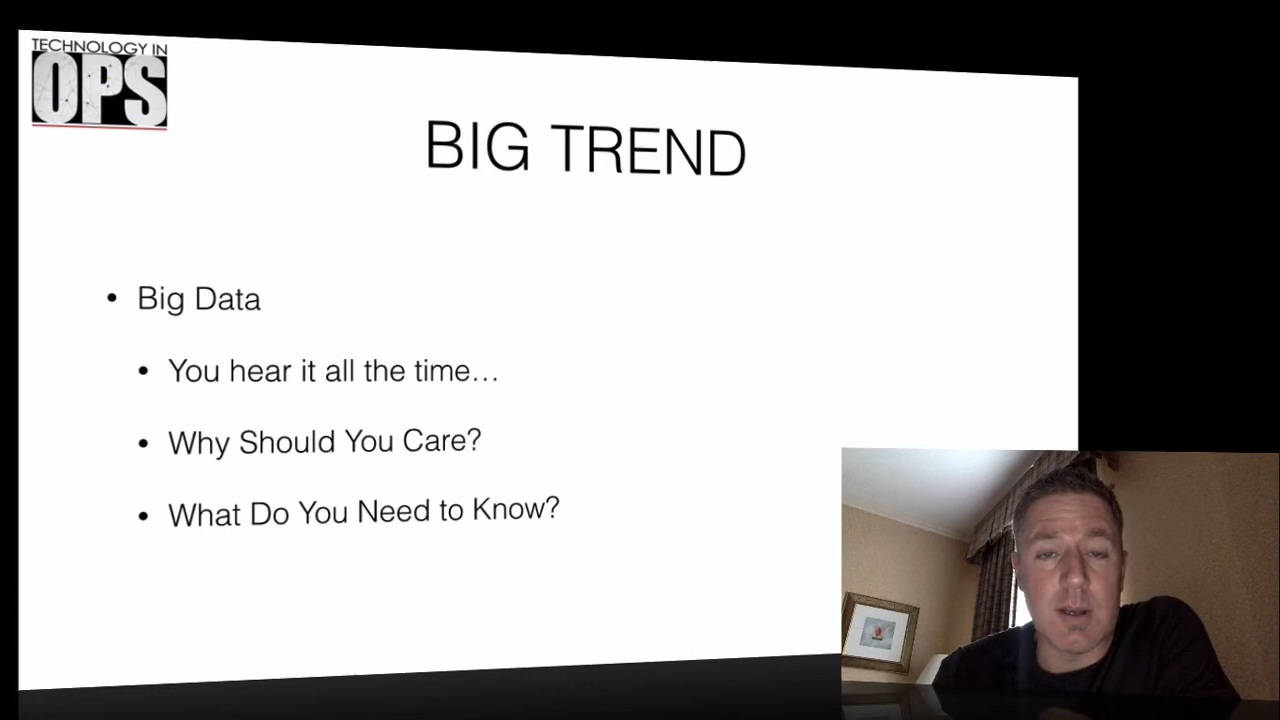 TECHNOLOGY IN
OPS
BIG TREND
• Big Data
• You hear it all the time…
• Why Should You Care?
• What Do You Need to Know?